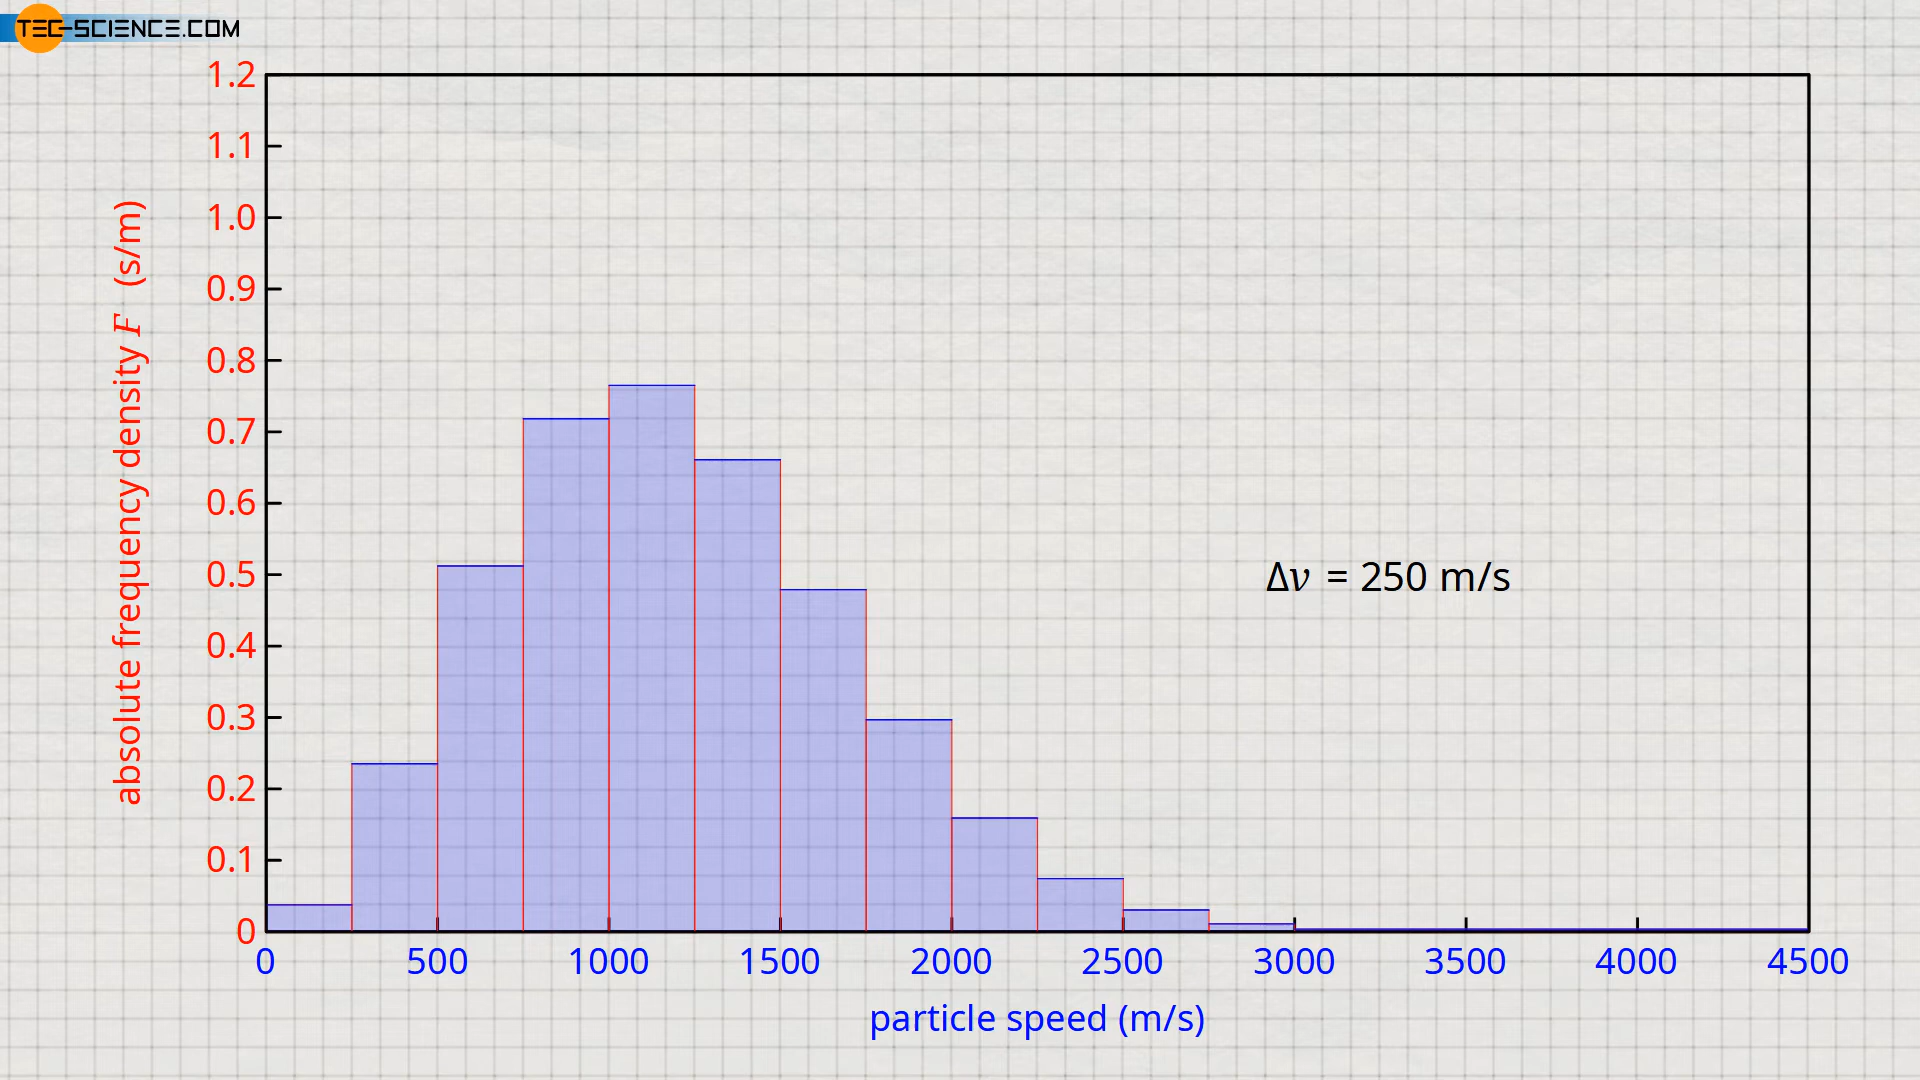 TEC-SCIENCE.COM
1.2
1.1
1.0
0.9
0.8
0.7
0.6
0.5
0.4
0.3
0.2
0.1
0
absolute frequency density F (s/m)
Δv = 250 m/s
0 500 1000 1500 2000 2500 3000 3500 4000 4500
particle speed (m/s)